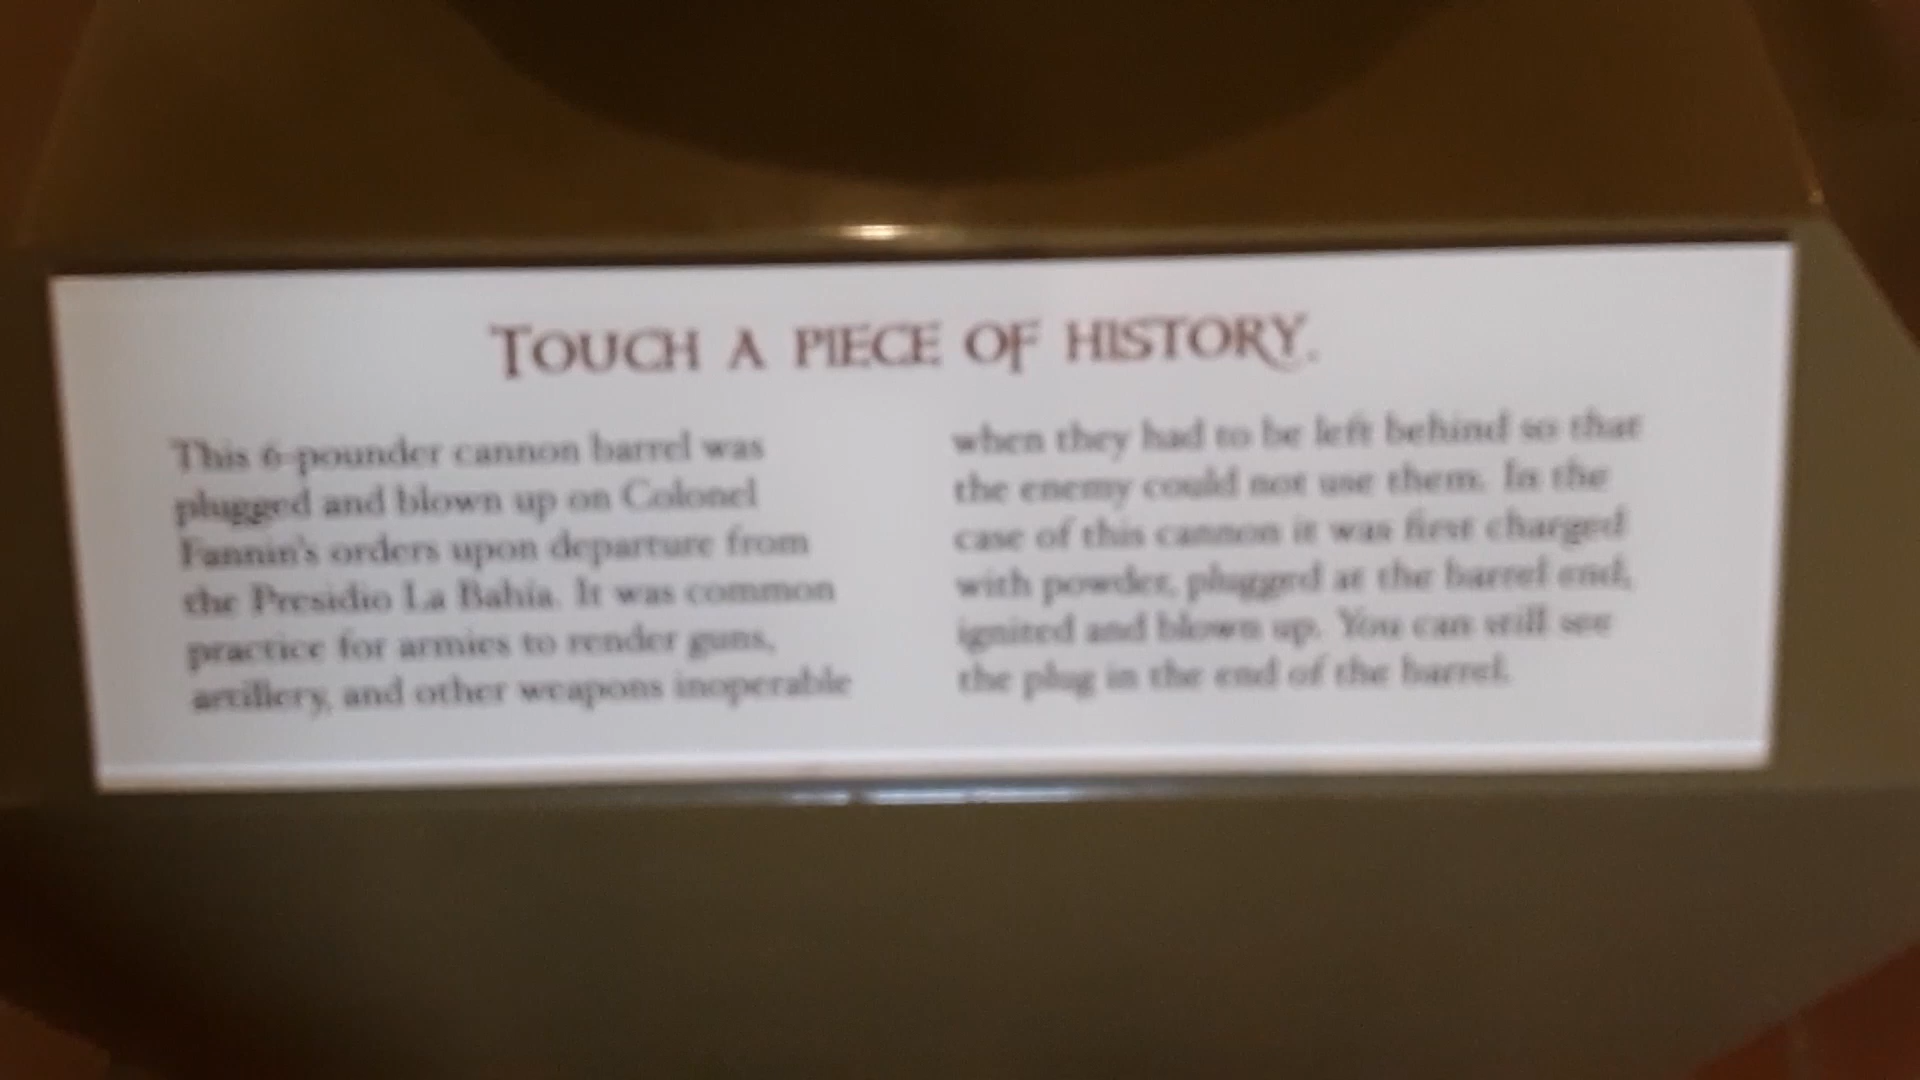 TOUCH A PIECE OF HISTORY.
This 6-pounder cannon barrel was
plugged and blown up on Colonel
Fannin's orders upon departure from
the Presidio La Bahía. It was common
practice for armies to render guns,
artillery, and other weapons inoperable
when they had to be left behind so that
the enemy could not use them. In the
case of this cannon it was first charged
with powder, plugged at the barrel end,
ignited and blown up. You can still see
the plug in the end of the barrel.